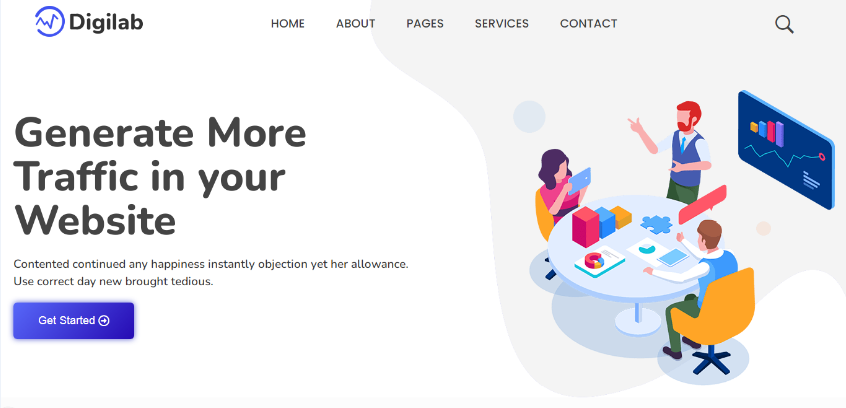 Digilab
HOME
ABOUT
PAGES
SERVICES
CONTACT
Generate More
Traffic in your
Website
Contented continued any happiness instantly objection yet her allowance.
Use correct day new brought tedious.
Get Started